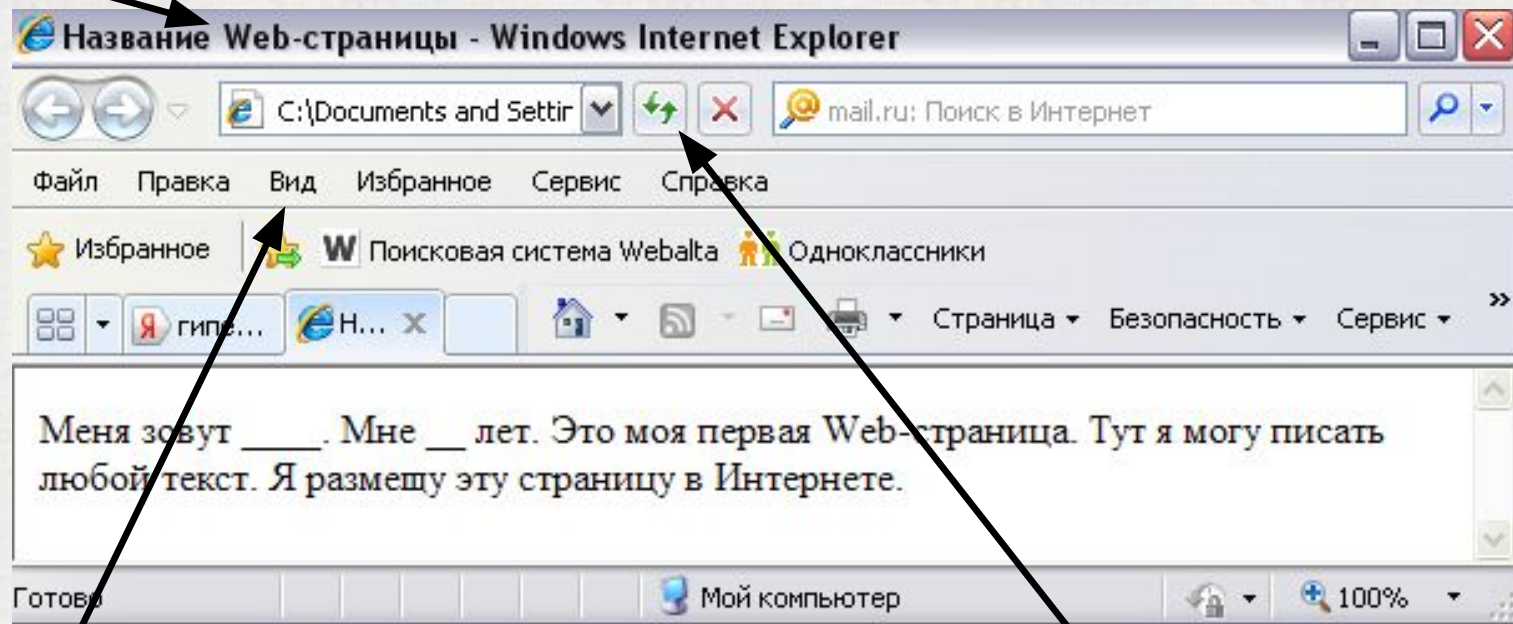 Название Web-страницы - Windows Internet Explorer
C:\Documents and Settir mail.ru: Поиск в Интернет
Файл Правка Вид Избранное Сервис Справка
Избранное W Поисковая система Webalta Одноклассники
Я гипе... Н... Страница Безопасность Сервис »
Меня зовут ____. Мне __ лет. Это моя первая Web-страница. Тут я могу писать
любой текст. Я размещу эту страницу в Интернете.
Готово Мой компьютер 100%